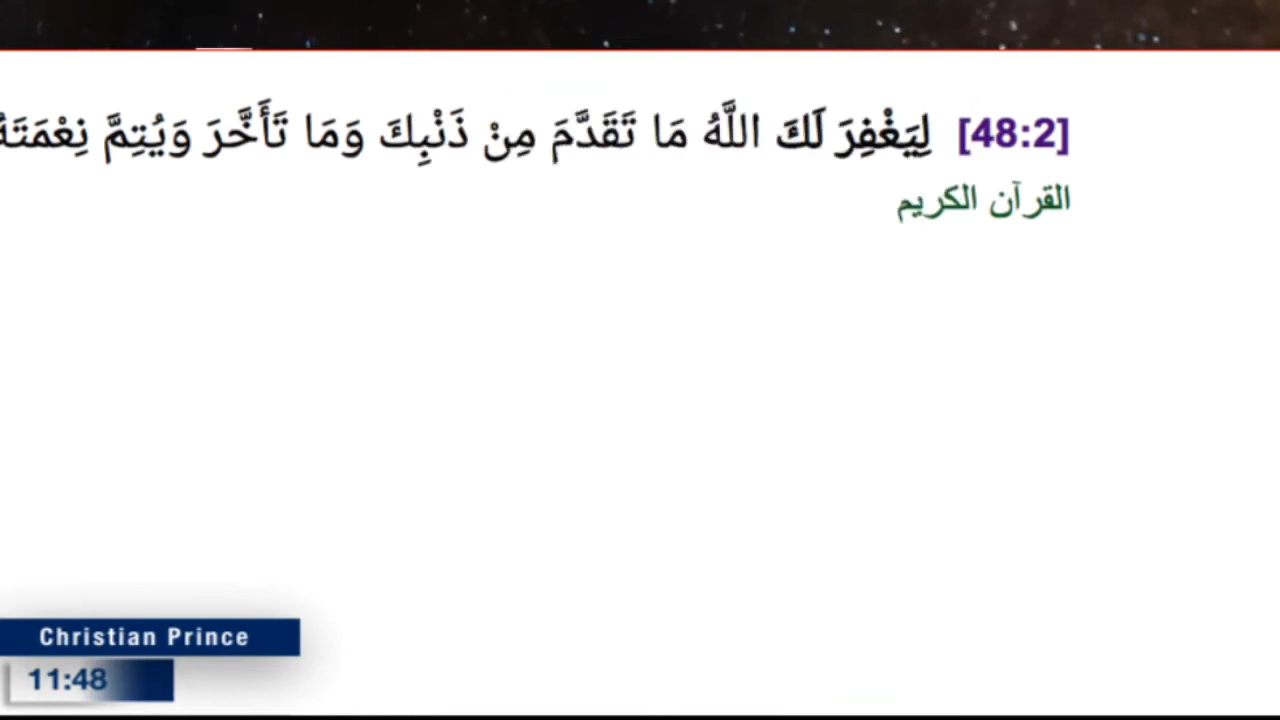 [48:2] لِيَغْفِرَ لَكَ اللَّهُ مَا تَقَدَّمَ مِنْ ذَنْبِكَ وَمَا تَأَخَّرَ وَيُتِمَّ نِعْمَتَهُ
القرآن الكريم
Christian Prince
11:48